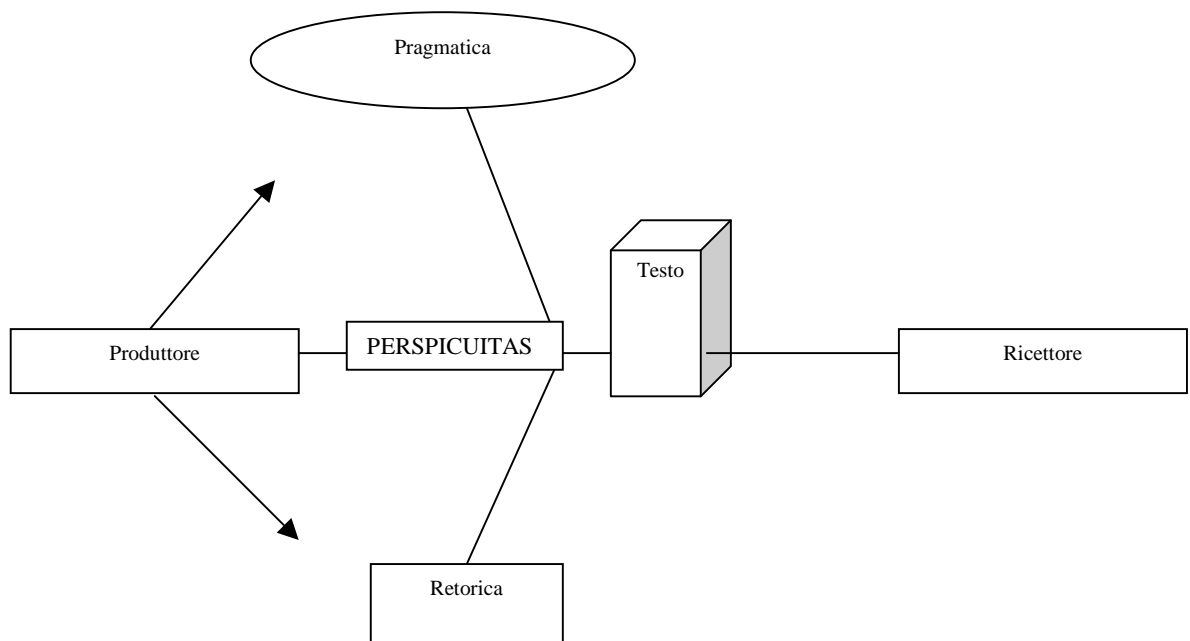 Pragmatica
Testo
Produttore
PERSPICUITAS
Ricettore
Retorica